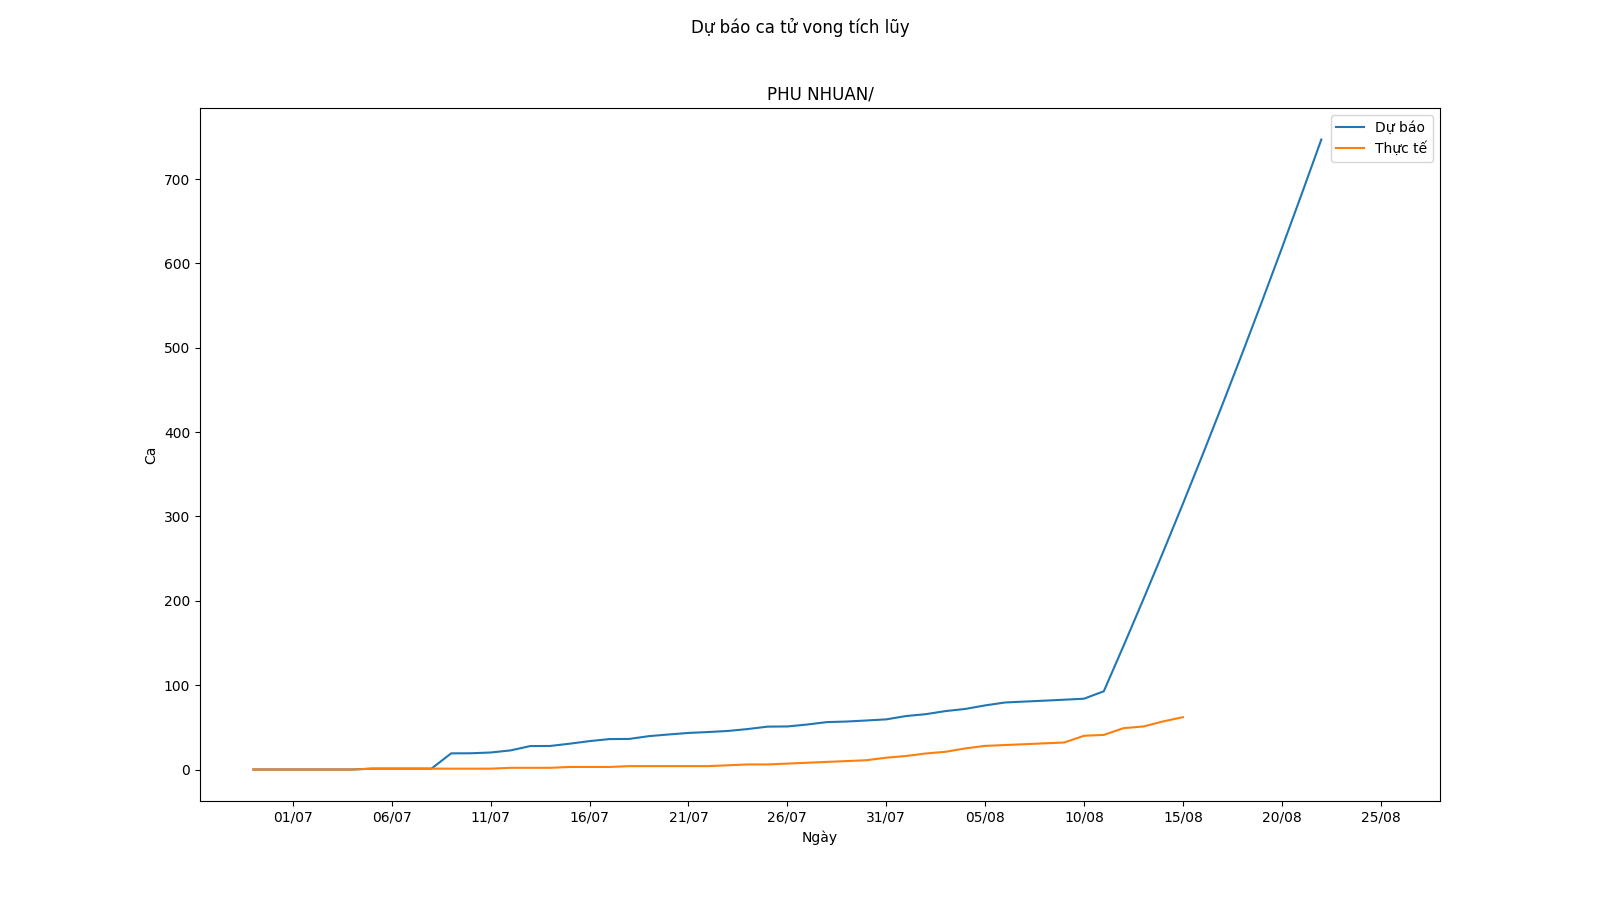 Dự báo ca tử vong tích lũy
PHU NHUAN/
Dự báo
Thực tế
700
600
500
400
300
200
100
0
Ca
01/07 06/07 11/07 16/07 21/07 26/07 31/07 05/08 10/08 15/08 20/08 25/08
Ngày